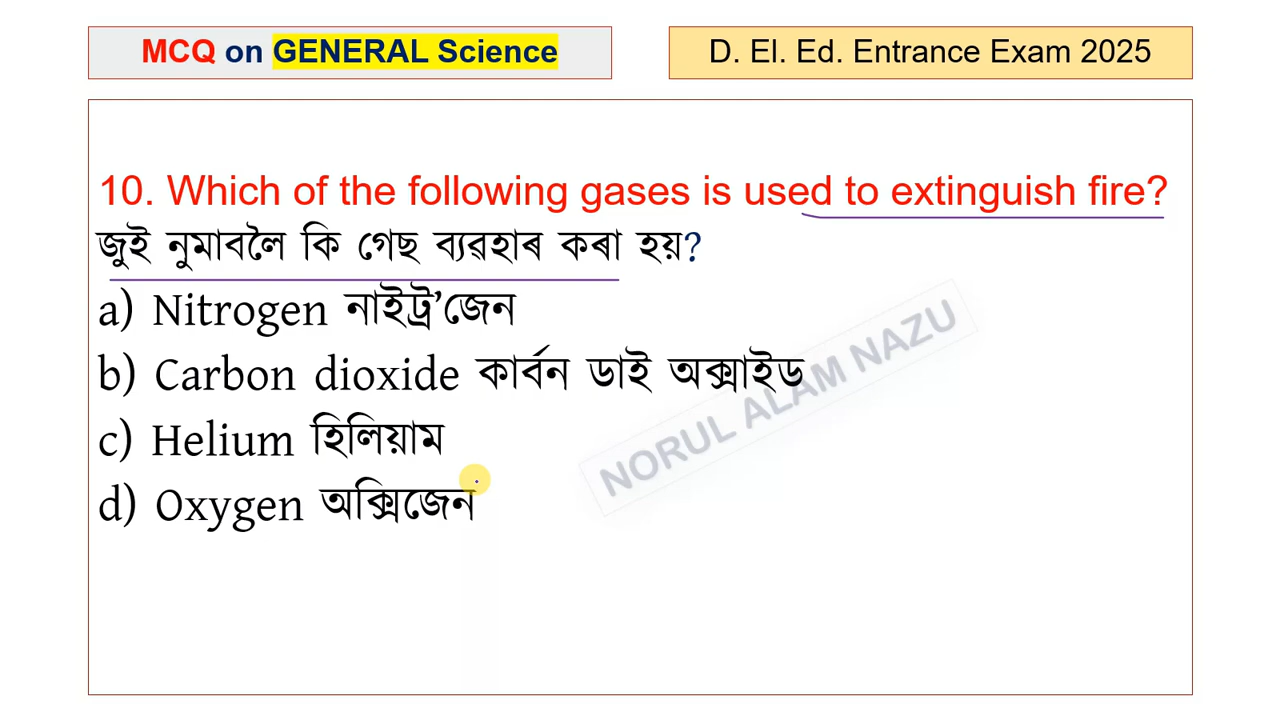 MCQ on GENERAL Science
D. El. Ed. Entrance Exam 2025
10. Which of the following gases is used to extinguish fire?
জুই নুমাবলৈ কি গেছ ব্যৱহাৰ কৰা হয়?
a) Nitrogen নাইট্ৰ’জেন
b) Carbon dioxide কাৰ্বন ডাই অক্সাইড
c) Helium হিলিয়াম
d) Oxygen অক্সিজেন
NORUL ALAM NAZU